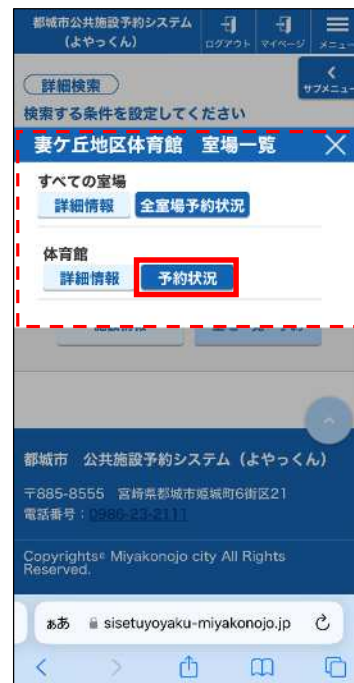 都城市公共施設予約システム
(よやっくん)
ログアウト
マイページ
メニュー
サブメニュー
詳細検索
検索する条件を設定してください
妻ケ丘地区体育館 室場一覧
すべての室場
詳細情報 全室場予約状況
体育館
詳細情報 予約状況
都城市 公共施設予約システム(よやっくん)
〒885-8555 宮崎県都城市姫城町6街区21
電話番号:0986-23-2111
Copyrights© Miyakonojo city All Rights
Reserved.
ぁあ sisetuyoyaku-miyakonojo.jp